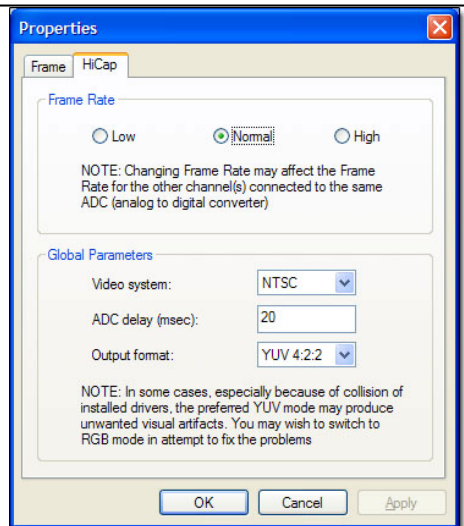 Properties
Frame HiCap
Frame Rate
Low Normal High
NOTE: Changing Frame Rate may affect the Frame
Rate for the other channel(s) connected to the same
ADC (analog to digital converter)
Global Parameters
Video system: NTSC
ADC delay (msec): 20
Output format: YUV 4:2:2
NOTE: In some cases, especially because of collision of
installed drivers, the preferred YUV mode may produce
unwanted visual artifacts. You may wish to switch to
RGB mode in attempt to fix the problems
OK Cancel Apply